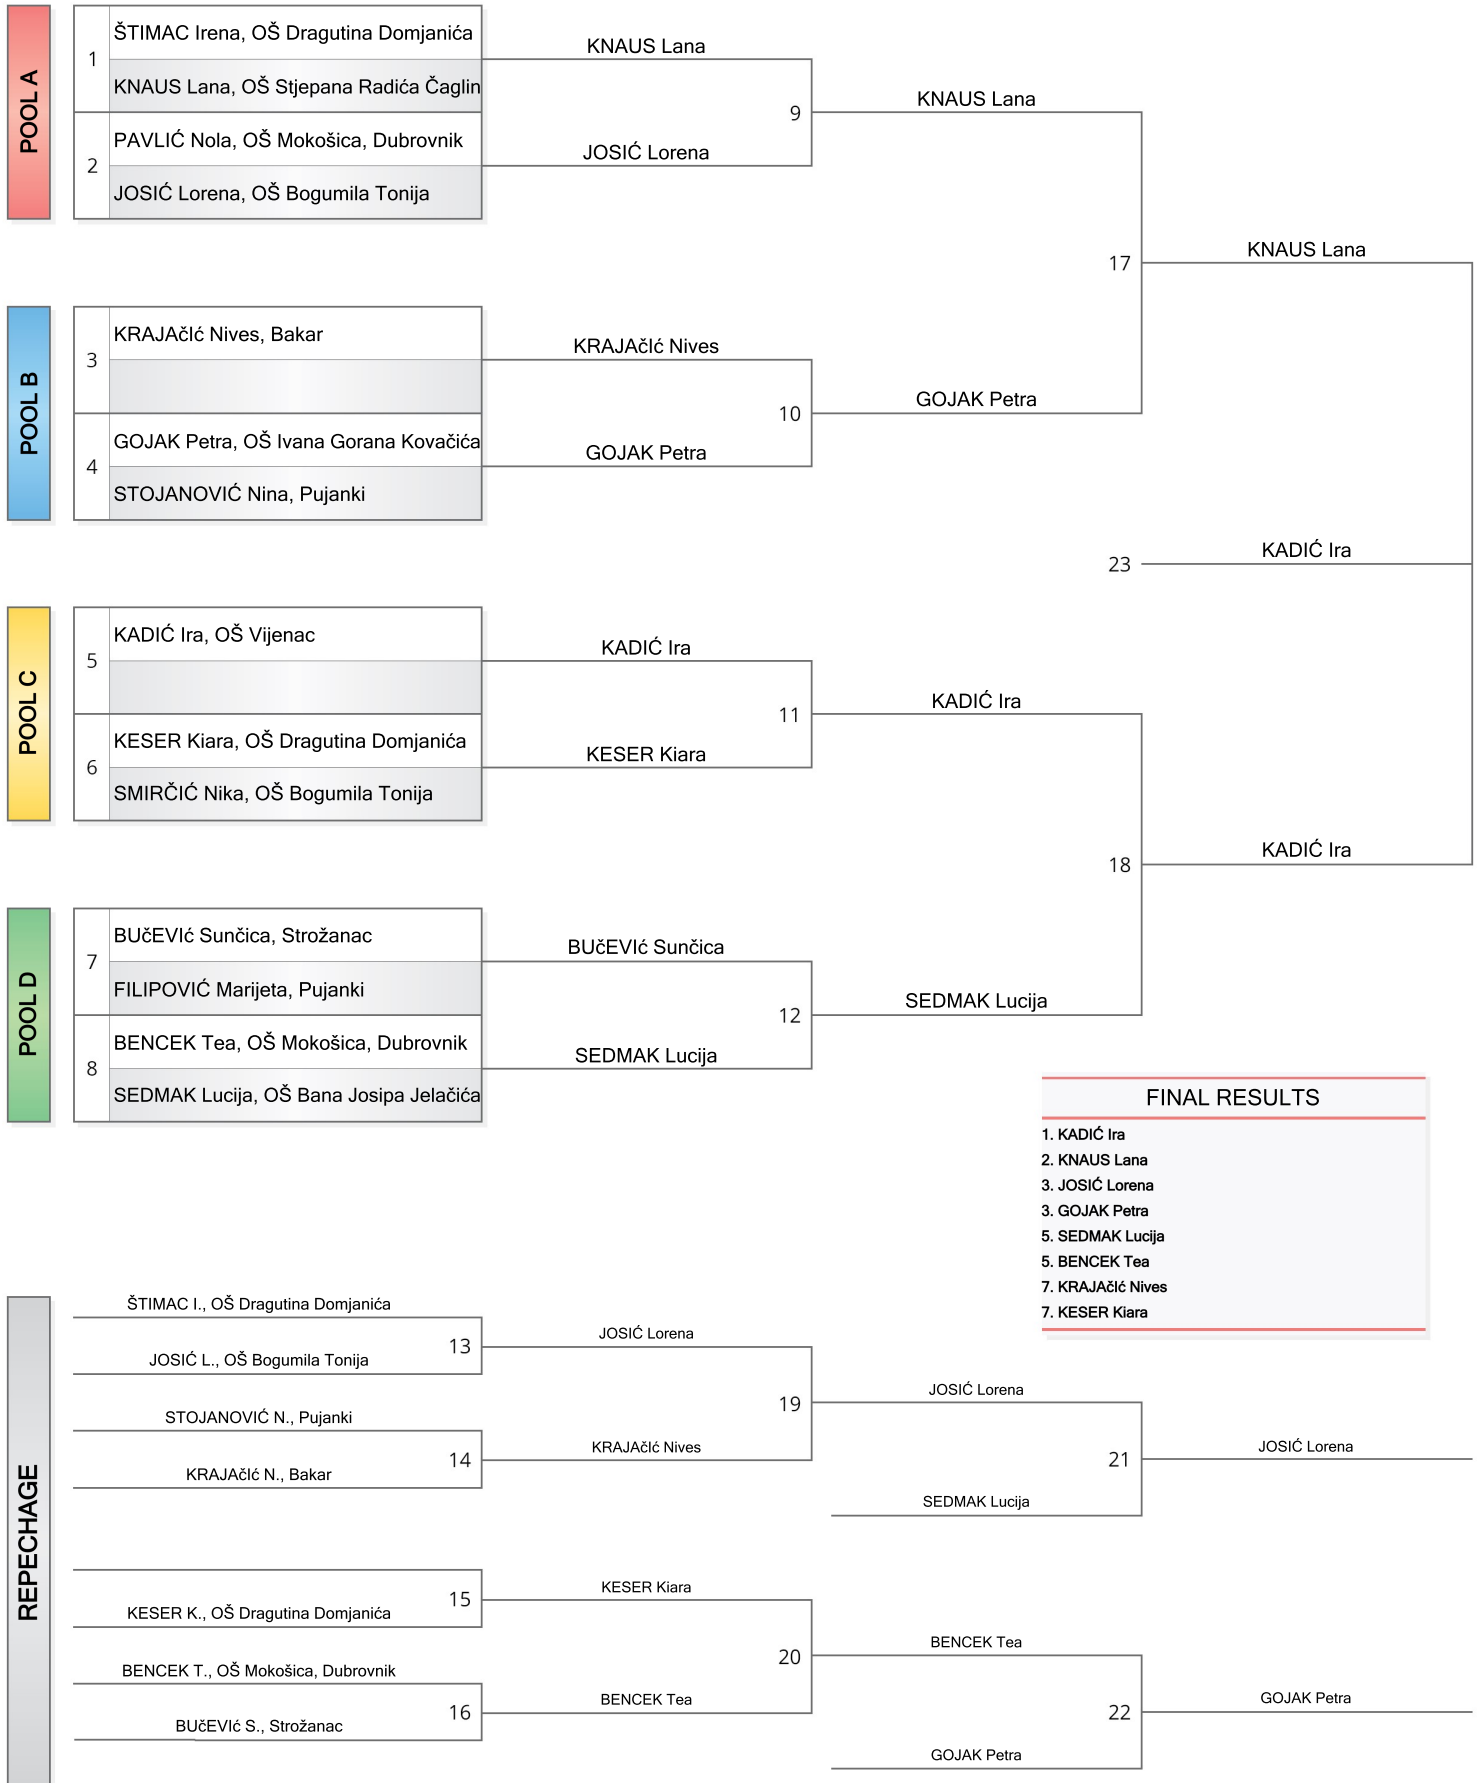 POOL A
1
ŠTIMAC Irena, OŠ Dragutina Domjanića
KNAUS Lana, OŠ Stjepana Radića Čaglin
2
PAVLIĆ Nola, OŠ Mokošica, Dubrovnik
JOSIĆ Lorena, OŠ Bogumila Tonija
KNAUS Lana
JOSIĆ Lorena
9
KNAUS Lana
POOL B
3
KRAJAčIć Nives, Bakar
4
GOJAK Petra, OŠ Ivana Gorana Kovačića
STOJANOVIĆ Nina, Pujanki
KRAJAčIć Nives
GOJAK Petra
10
GOJAK Petra
17
KNAUS Lana
23
KADIĆ Ira
POOL C
5
KADIĆ Ira, OŠ Vijenac
6
KESER Kiara, OŠ Dragutina Domjanića
SMIRČIĆ Nika, OŠ Bogumila Tonija
KADIĆ Ira
KESER Kiara
11
KADIĆ Ira
POOL D
7
BUčEVIć Sunčica, Strožanac
FILIPOVIĆ Marijeta, Pujanki
8
BENCEK Tea, OŠ Mokošica, Dubrovnik
SEDMAK Lucija, OŠ Bana Josipa Jelačića
BUčEVIć Sunčica
SEDMAK Lucija
12
SEDMAK Lucija
18
KADIĆ Ira
FINAL RESULTS
1. KADIĆ Ira
2. KNAUS Lana
3. JOSIĆ Lorena
3. GOJAK Petra
5. SEDMAK Lucija
5. BENCEK Tea
7. KRAJAčIć Nives
7. KESER Kiara
REPECHAGE
ŠTIMAC I., OŠ Dragutina Domjanića
13
JOSIĆ L., OŠ Bogumila Tonija
STOJANOVIĆ N., Pujanki
14
KRAJAčIć N., Bakar
JOSIĆ Lorena
19
KRAJAčIć Nives
JOSIĆ Lorena
21
SEDMAK Lucija
JOSIĆ Lorena
15
KESER K., OŠ Dragutina Domjanića
BENCEK T., OŠ Mokošica, Dubrovnik
16
BUčEVIć S., Strožanac
KESER Kiara
20
BENCEK Tea
BENCEK Tea
22
GOJAK Petra
GOJAK Petra